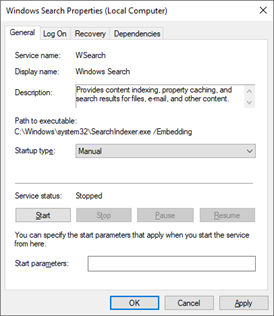 Windows Search Properties (Local Computer)
General Log On Recovery Dependencies
Service name: WSearch
Display name: Windows Search
Description: Provides content indexing, property caching, and
search results for files, e-mail, and other content.
Path to executable:
C:\Windows\system32\SearchIndexer.exe /Embedding
Startup type: Manual
Service status: Stopped
Start Stop Pause Resume
You can specify the start parameters that apply when you start the service
from here.
Start parameters:
OK Cancel Apply